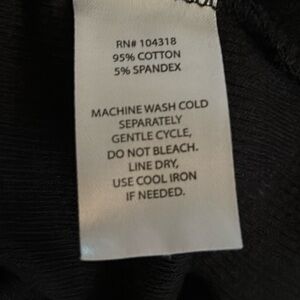 RN# 104318
95% COTTON
5% SPANDEX
MACHINE WASH COLD
SEPARATELY
GENTLE CYCLE,
DO NOT BLEACH.
LINE DRY,
USE COOL IRON
IF NEEDED.